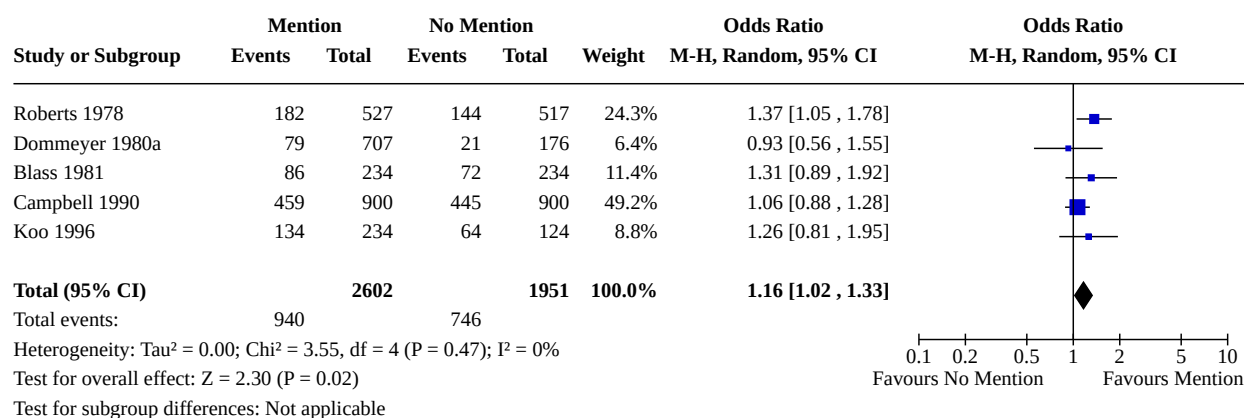 Mention No Mention Odds Ratio Odds Ratio
Study or Subgroup Events Total Events Total Weight M-H, Random, 95% CI M-H, Random, 95% CI
Roberts 1978 182 527 144 517 24.3% 1.37 [1.05 , 1.78]
Dommeyer 1980a 79 707 21 176 6.4% 0.93 [0.56 , 1.55]
Blass 1981 86 234 72 234 11.4% 1.31 [0.89 , 1.92]
Campbell 1990 459 900 445 900 49.2% 1.06 [0.88 , 1.28]
Koo 1996 134 234 64 124 8.8% 1.26 [0.81 , 1.95]
Total (95% CI) 2602 1951 100.0% 1.16 [1.02 , 1.33]
Total events: 940 746
Heterogeneity: Tau² = 0.00; Chi² = 3.55, df = 4 (P = 0.47); I² = 0%
0.1 0.2 0.5 1 2 5 10
Test for overall effect: Z = 2.30 (P = 0.02)
Favours No Mention Favours Mention
Test for subgroup differences: Not applicable